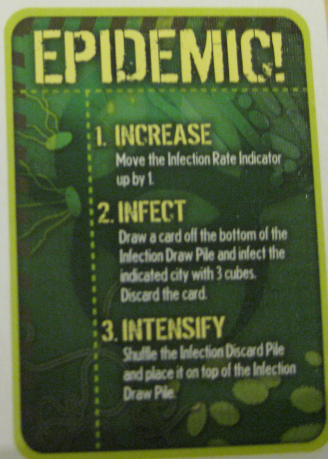 EPIDEMIC!
1. INCREASE
Move the Infection Rate Indicator
up by 1.
2. INFECT
Draw a card off the bottom of the
Infection Draw Pile and infect the
indicated city with 3 cubes.
Discard the card.
3. INTENSIFY
Shuffle the Infection Discard Pile
and place it on top of the Infection
Draw Pile.